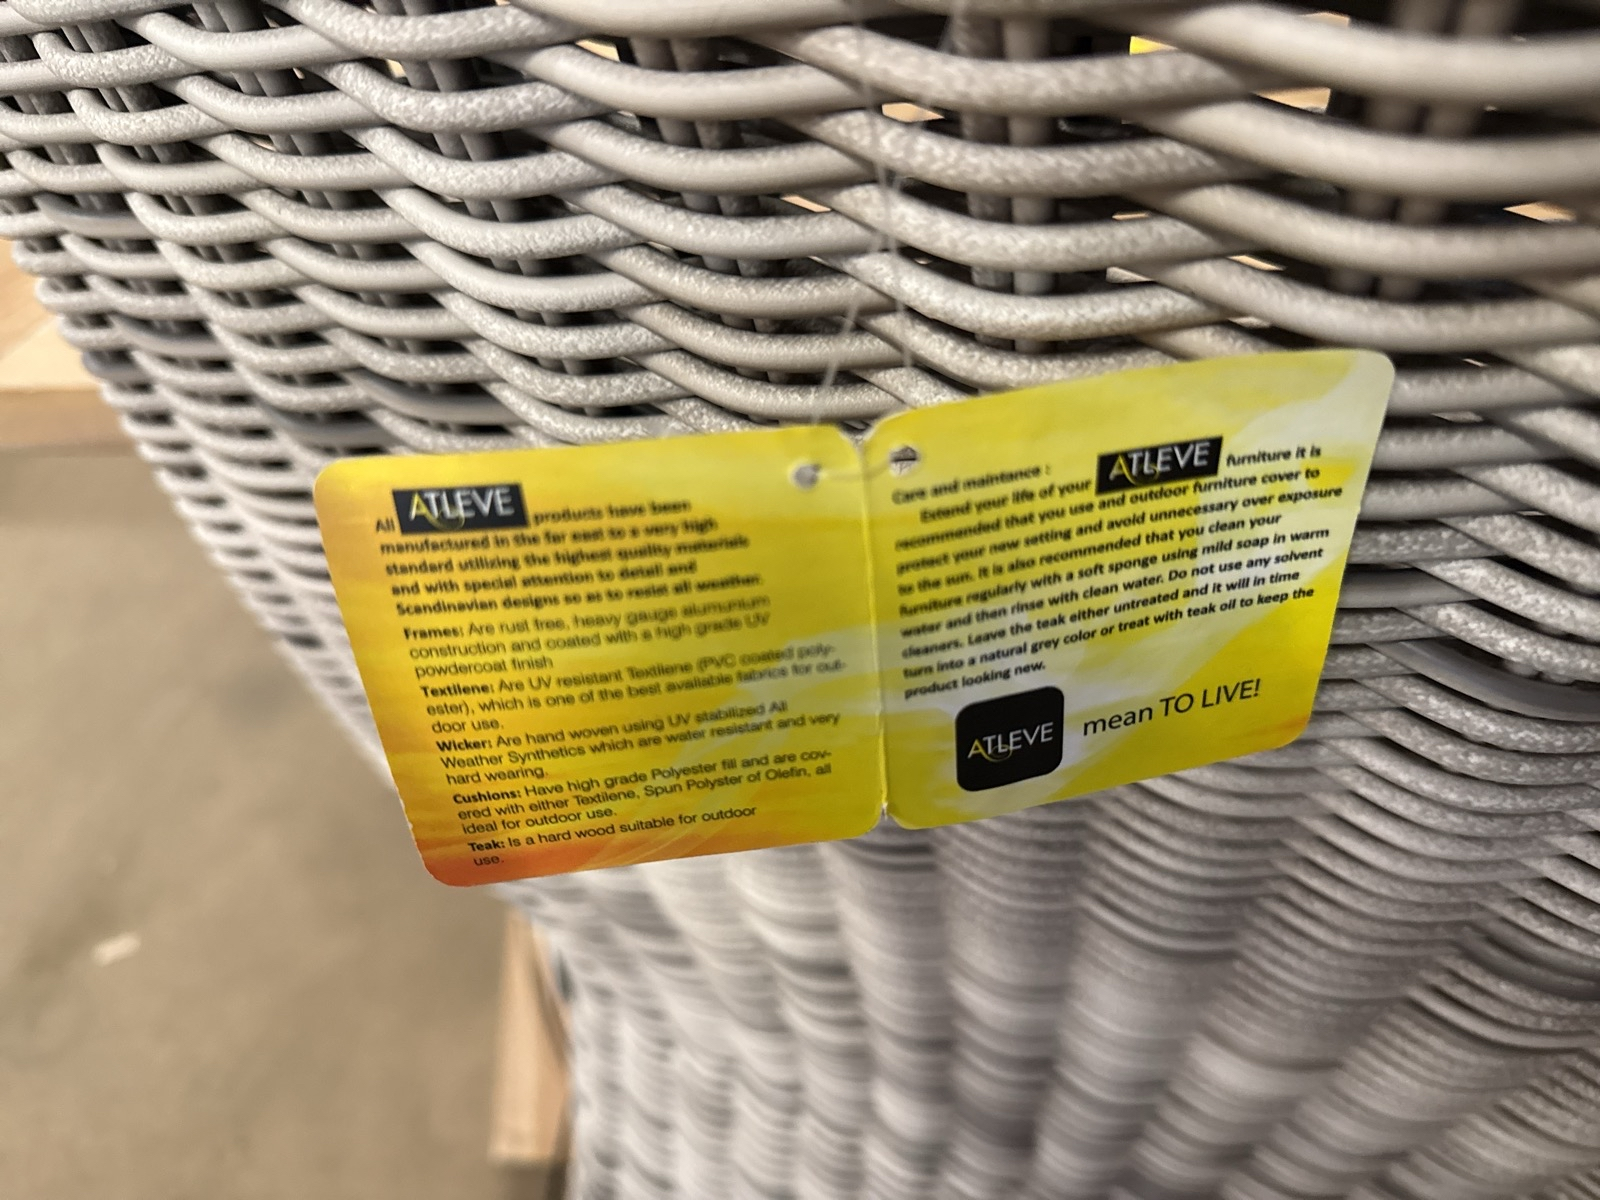 All ATLEVE products have been
manufactured in the far east to a very high
standard utilizing the highest quality materials
and with special attention to detail and
Scandinavian designs so as to resist all weather.
Frames: Are rust free, heavy gauge alumunium
construction and coated with a high grade UV
powdercoat finish
Textilene: Are UV resistant Textilene (PVC coated poly-
ester), which is one of the best available fabrics for out-
door use.
Wicker: Are hand woven using UV stabilized All
Weather Synthetics which are water resistant and very
hard wearing.
Cushions: Have high grade Polyester fill and are cov-
ered with either Textilene, Spun Polyster of Olefin, all
ideal for outdoor use.
Teak: Is a hard wood suitable for outdoor
use.
Care and maintance :
Extend your life of your ATLEVE furniture it is
recommended that you use and outdoor furniture cover to
protect your new setting and avoid unnecessary over exposure
to the sun. It is also recommended that you clean your
furniture regularly with a soft sponge using mild soap in warm
water and then rinse with clean water. Do not use any solvent
cleaners. Leave the teak either untreated and it will in time
turn into a natural grey color or treat with teak oil to keep the
product looking new.
ATLEVE mean TO LIVE!